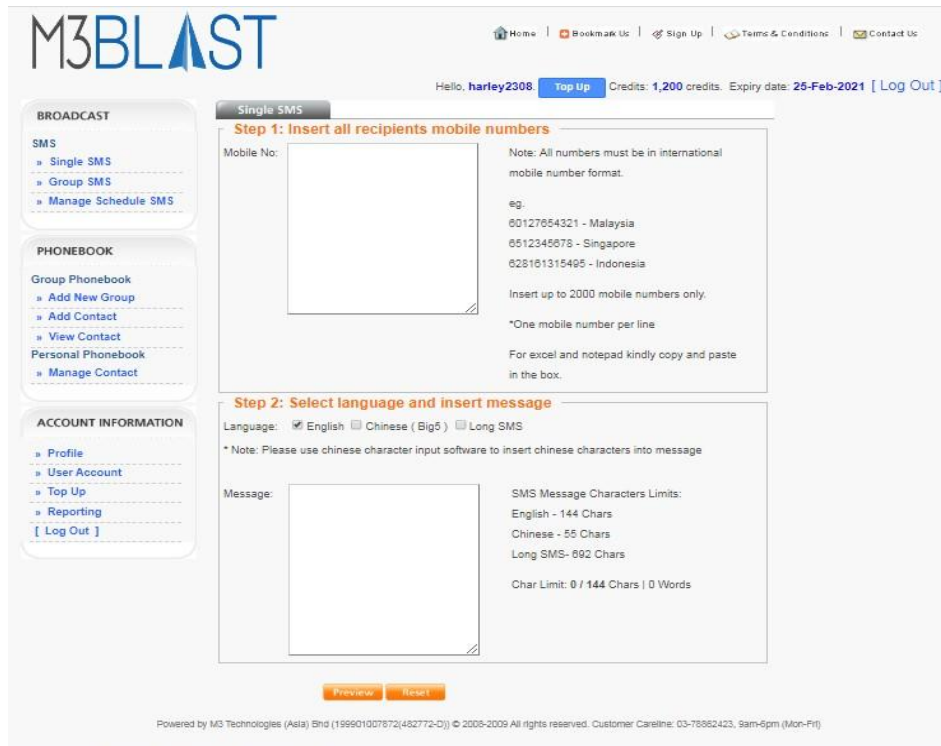 M3BLAST
Home | Bookmark Us | Sign Up | Terms & Conditions | Contact Us
Hello, harley2308. Top Up Credits: 1,200 credits. Expiry date: 25-Feb-2021 [ Log Out ]
BROADCAST
SMS
» Single SMS
» Group SMS
» Manage Schedule SMS
PHONEBOOK
Group Phonebook
» Add New Group
» Add Contact
» View Contact
Personal Phonebook
» Manage Contact
ACCOUNT INFORMATION
» Profile
» User Account
» Top Up
» Reporting
[ Log Out ]
Single SMS
Step 1: Insert all recipients mobile numbers
Mobile No:
Note: All numbers must be in international
mobile number format.
eg.
60127654321 - Malaysia
6512345678 - Singapore
628161315495 - Indonesia
Insert up to 2000 mobile numbers only.
*One mobile number per line
For excel and notepad kindly copy and paste
in the box.
Step 2: Select language and insert message
Language: English Chinese ( Big5 ) Long SMS
* Note: Please use chinese character input software to insert chinese characters into message
Message:
SMS Message Characters Limits:
English - 144 Chars
Chinese - 55 Chars
Long SMS- 692 Chars
Char Limit: 0 / 144 Chars | 0 Words
Preview Reset
Powered by M3 Technologies (Asia) Bhd (199901007872(482772-D)) © 2008-2009 All rights reserved. Customer Careline: 03-78862423, 9am-6pm (Mon-Fri)